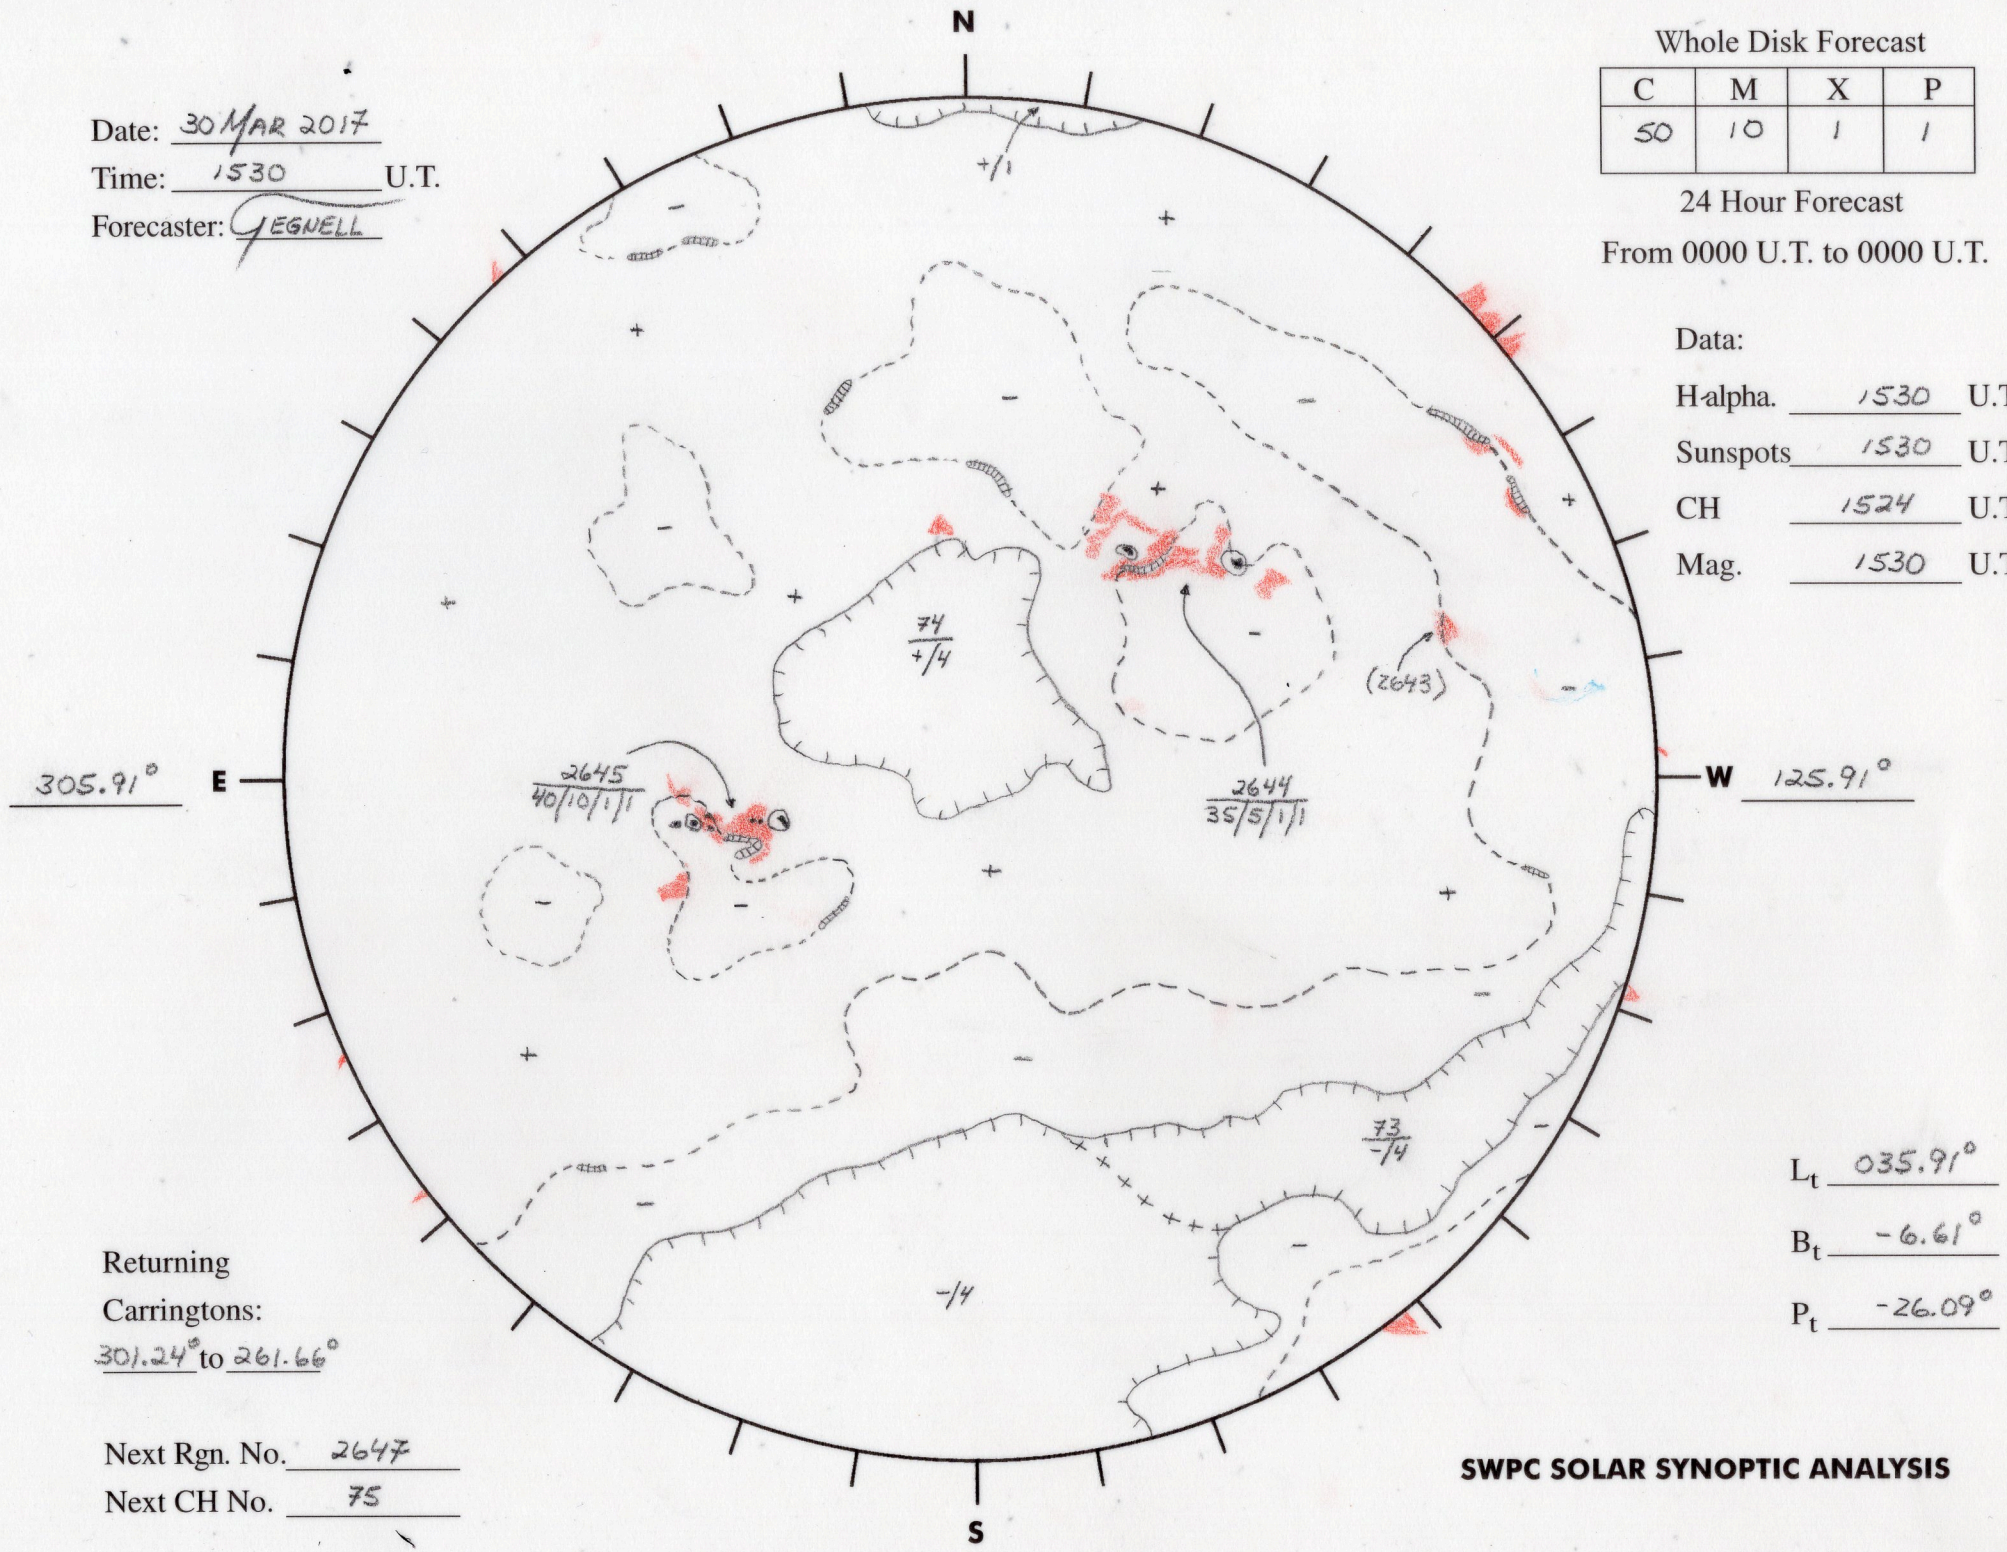 N
Date: 30 MAR 2017
Time: 1530 U.T.
Forecaster: GEGNELL
Whole Disk Forecast
C M X P
50 10 1 1
24 Hour Forecast
From 0000 U.T. to 0000 U.T.
Data:
H-alpha. 1530 U.T
Sunspots 1530 U.T
CH 1524 U.T
Mag. 1530 U.T
+/1
-
+
+
-
-
+
+
-
+
+
74
+/4
-
(2643)
-
305.91° E
W 125.91°
2645
40/10/1/1
2644
35/5/1/1
+
+
-
-
-
+
-
73
-/4
-
-
-
-/4
Lt 035.91°
Bt -6.61°
Pt -26.09°
Returning
Carringtons:
301.24° to 261.66°
Next Rgn. No. 2647
Next CH No. 75
SWPC SOLAR SYNOPTIC ANALYSIS
S